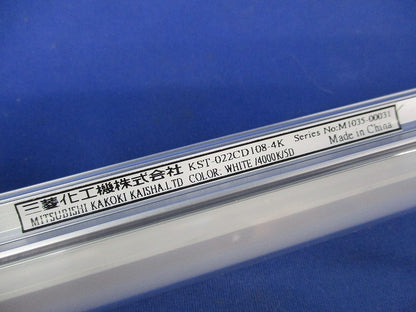 三菱化工機株式会社 KST-022CD108-4K Series No:M1035-00031
MITSUBISHI KAKOKI KAISHA.LTD COLOR: WHITE /4000K/SD Made in China